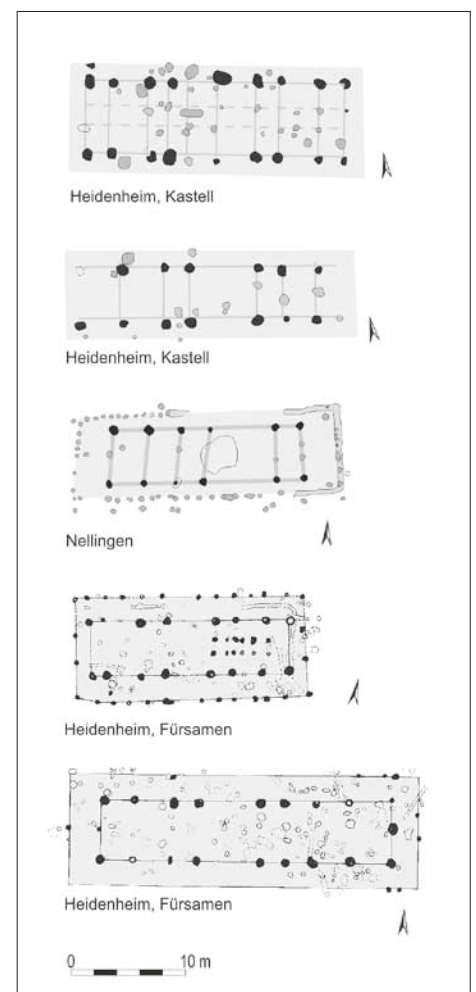 Heidenheim, Kastell
Heidenheim, Kastell
Nellingen
Heidenheim, Fürsamen
Heidenheim, Fürsamen
0 10 m